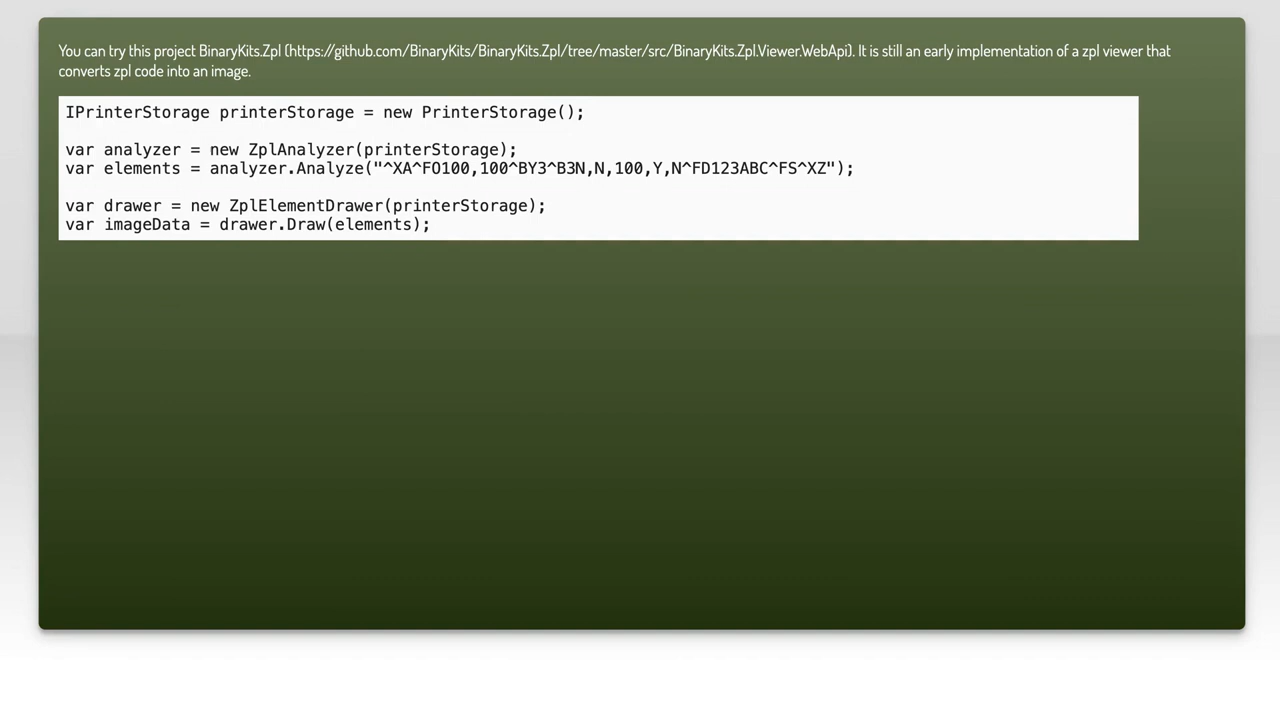 You can try this project BinaryKits.Zpl (https://github.com/BinaryKits/BinaryKits.Zpl/tree/master/src/BinaryKits.Zpl.Viewer.WebApi). It is still an early implementation of a zpl viewer that
converts zpl code into an image.
IPrinterStorage printerStorage = new PrinterStorage();
var analyzer = new ZplAnalyzer(printerStorage);
var elements = analyzer.Analyze("^XA^FO100,100^BY3^B3N,N,100,Y,N^FD123ABC^FS^XZ");
var drawer = new ZplElementDrawer(printerStorage);
var imageData = drawer.Draw(elements);